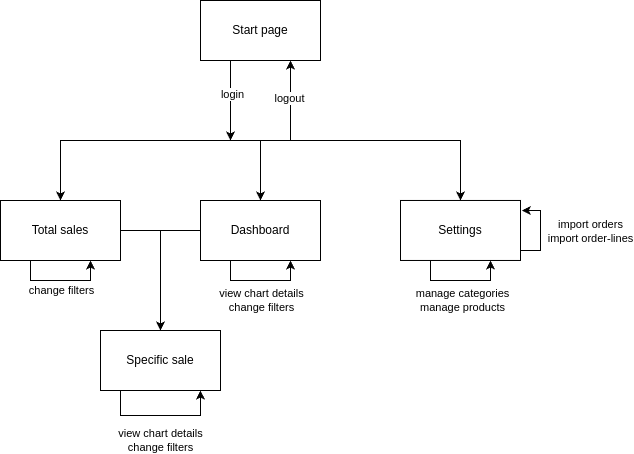 Start page
login
logout
Total sales
Dashboard
Settings
import orders
import order-lines
change filters
view chart details
change filters
manage categories
manage products
Specific sale
view chart details
change filters